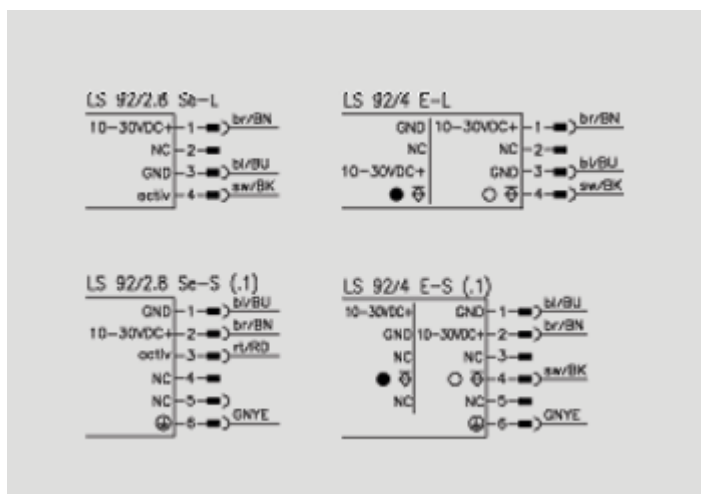 LS 92/2.8 Se-L
10-30VDC+ 1 br/BN
NC 2
GND 3 bl/BU
activ 4 sw/BK
LS 92/4 E-L
GND 10-30VDC+ 1 br/BN
NC NC 2
10-30VDC+ GND 3 bl/BU
4 sw/BK
LS 92/2.8 Se-S (.1)
GND 1 bl/BU
10-30VDC+ 2 br/BN
activ 3 rt/RD
NC 4
NC 5
6 GNYE
LS 92/4 E-S (.1)
10-30VDC+ GND 1 bl/BU
GND 10-30VDC+ 2 br/BN
NC NC 3
4 sw/BK
NC NC 5
6 GNYE